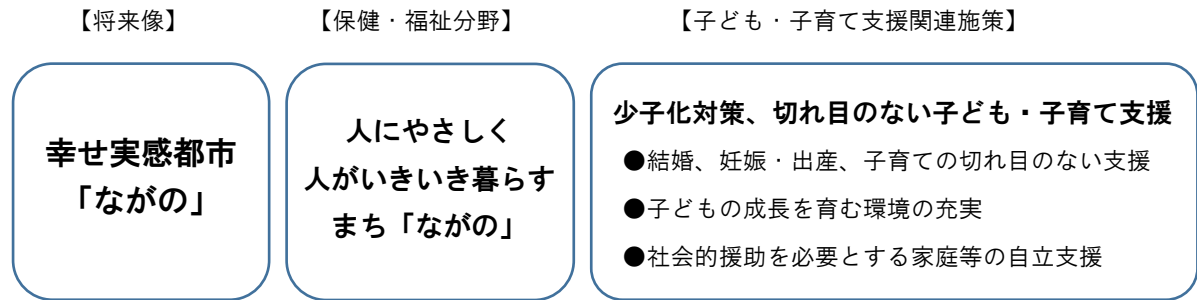 【将来像】
【保健・福祉分野】
【子ども・子育て支援関連施策】
幸せ実感都市
「ながの」
人にやさしく
人がいきいき暮らす
まち「ながの」
少子化対策、切れ目のない子ども・子育て支援
●結婚、妊娠・出産、子育ての切れ目のない支援
●子どもの成長を育む環境の充実
●社会的援助を必要とする家庭等の自立支援